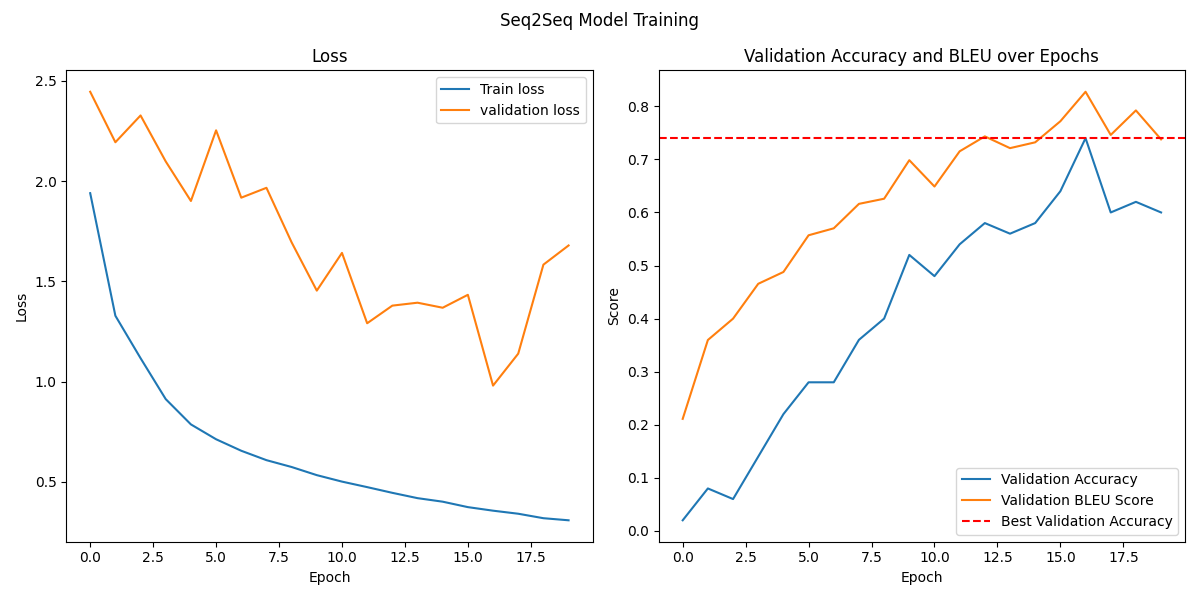 Seq2Seq Model Training
Loss
Train loss
validation loss
2.5
2.0
1.5
1.0
0.5
Loss
0.0 2.5 5.0 7.5 10.0 12.5 15.0 17.5
Epoch
Validation Accuracy and BLEU over Epochs
0.8
0.7
0.6
0.5
0.4
0.3
0.2
0.1
0.0
Score
Validation Accuracy
Validation BLEU Score
Best Validation Accuracy
0.0 2.5 5.0 7.5 10.0 12.5 15.0 17.5
Epoch